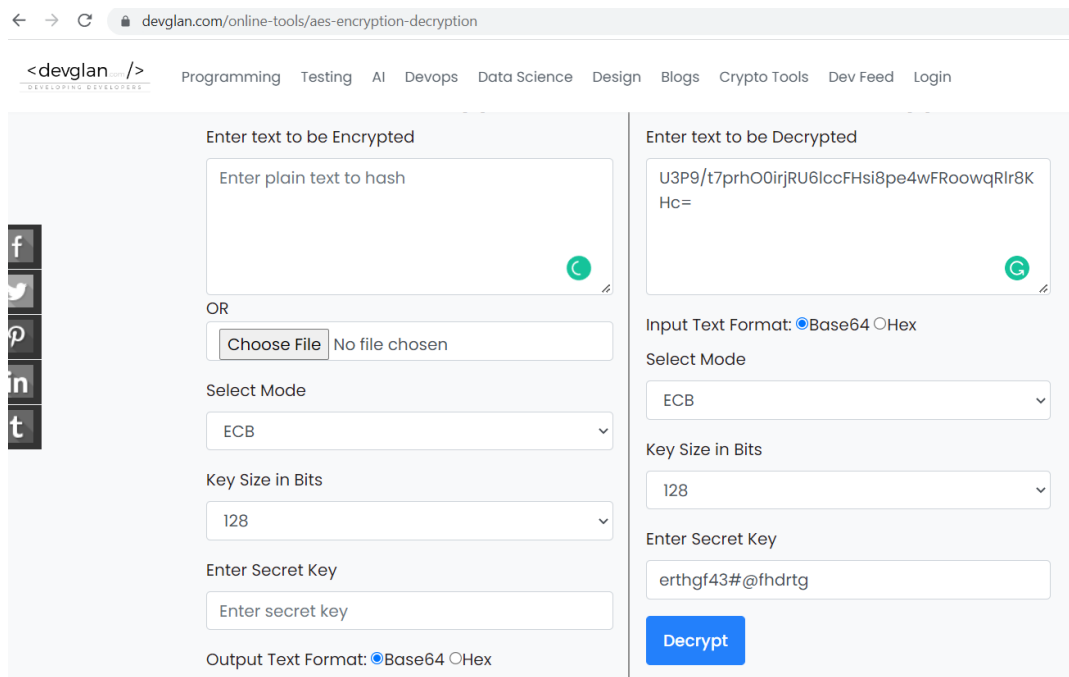 devglan.com/online-tools/aes-encryption-decryption
<devglan.com/>
DEVELOPING DEVELOPERS
Programming Testing AI Devops Data Science Design Blogs Crypto Tools Dev Feed Login
Enter text to be Encrypted
Enter plain text to hash
OR
Choose File No file chosen
Select Mode
ECB
Key Size in Bits
128
Enter Secret Key
Enter secret key
Output Text Format: Base64 Hex
Enter text to be Decrypted
U3P9/t7prhO0irjRU6lccFHsi8pe4wFRoowqRlr8K
Hc=
Input Text Format: Base64 Hex
Select Mode
ECB
Key Size in Bits
128
Enter Secret Key
erthgf43#@fhdrtg
Decrypt
f
p
in
t